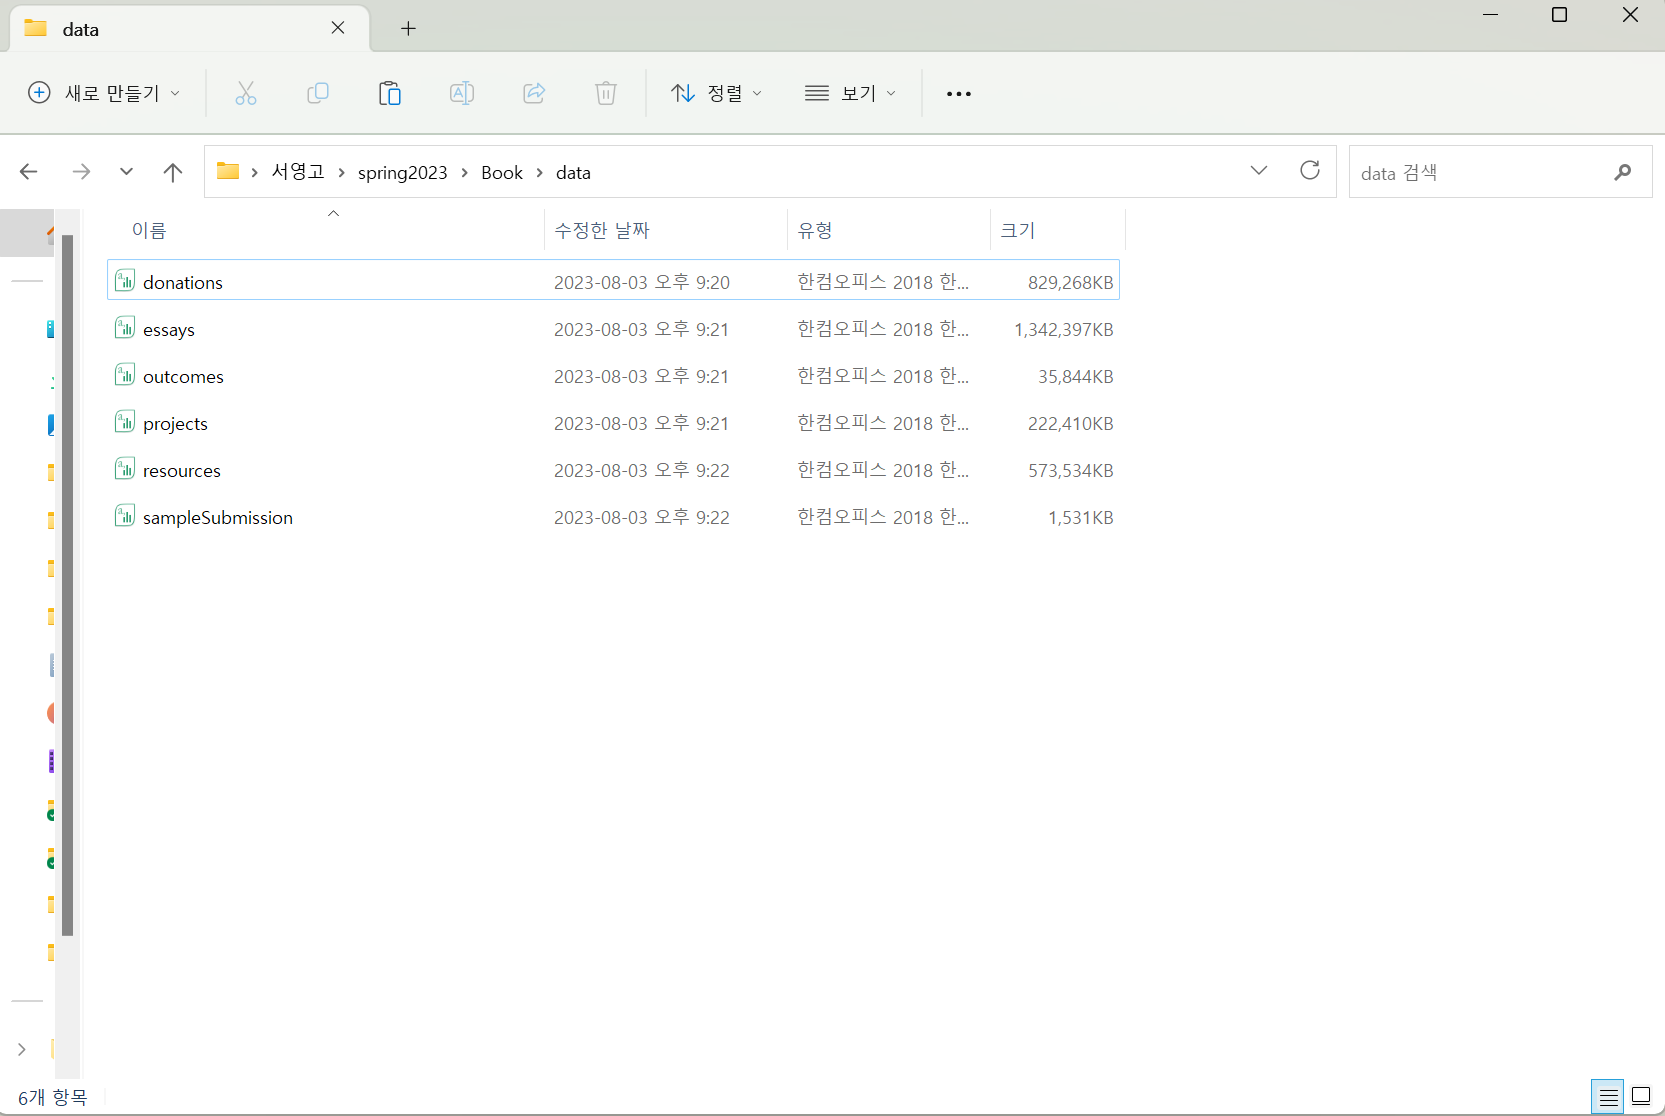 data
새로 만들기
정렬
보기
서영고 > spring2023 > Book > data
data 검색
이름 수정한 날짜 유형 크기
donations 2023-08-03 오후 9:20 한컴오피스 2018 한... 829,268KB
essays 2023-08-03 오후 9:21 한컴오피스 2018 한... 1,342,397KB
outcomes 2023-08-03 오후 9:21 한컴오피스 2018 한... 35,844KB
projects 2023-08-03 오후 9:21 한컴오피스 2018 한... 222,410KB
resources 2023-08-03 오후 9:22 한컴오피스 2018 한... 573,534KB
sampleSubmission 2023-08-03 오후 9:22 한컴오피스 2018 한... 1,531KB
6개 항목